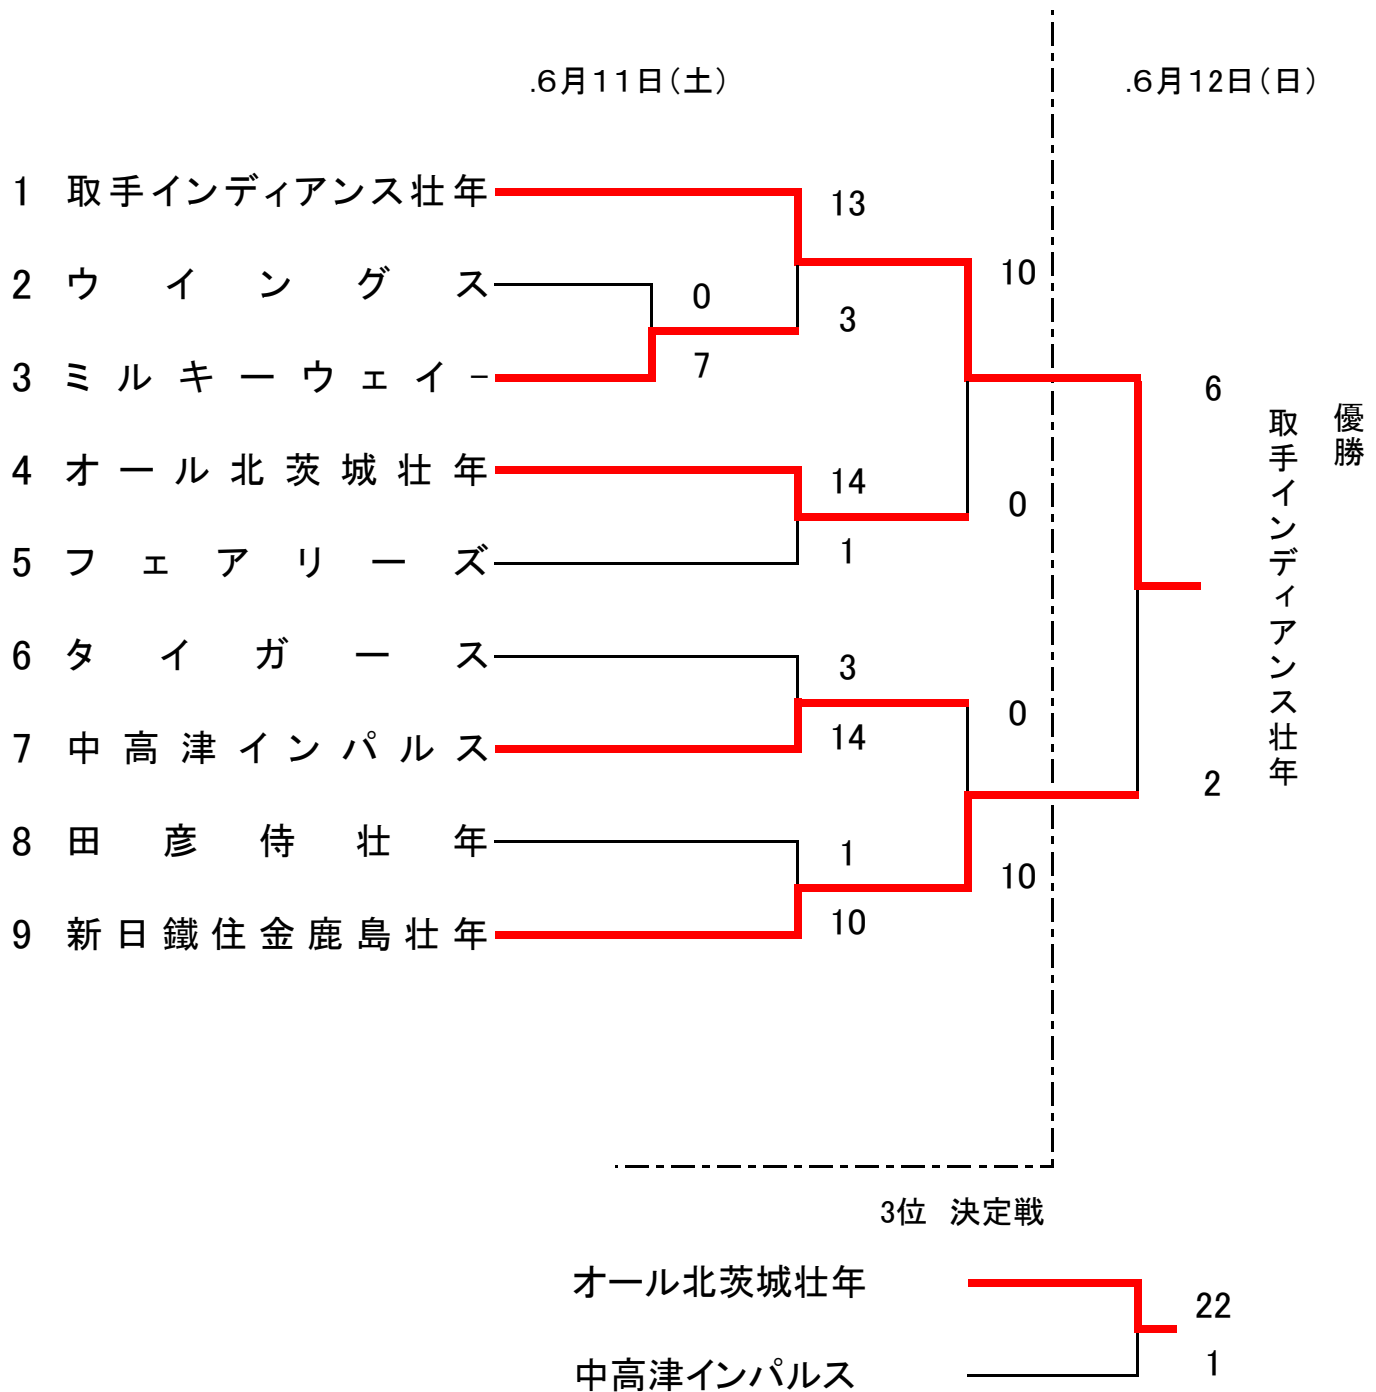 .6月11日(土)
.6月12日(日)
1 取手インディアンス壮年
13
2 ウイングス
10
0
3
7
3 ミルキーウェイ-
6
優勝
取手インディアンス壮年
4 オール北茨城壮年
14
0
1
5 フェアリーズ
6 タイガース
3
0
14
7 中高津インパルス
2
8 田彦侍壮年
1
10
10
9 新日鐵住金鹿島壮年
3位 決定戦
オール北茨城壮年
22
1
中高津インパルス